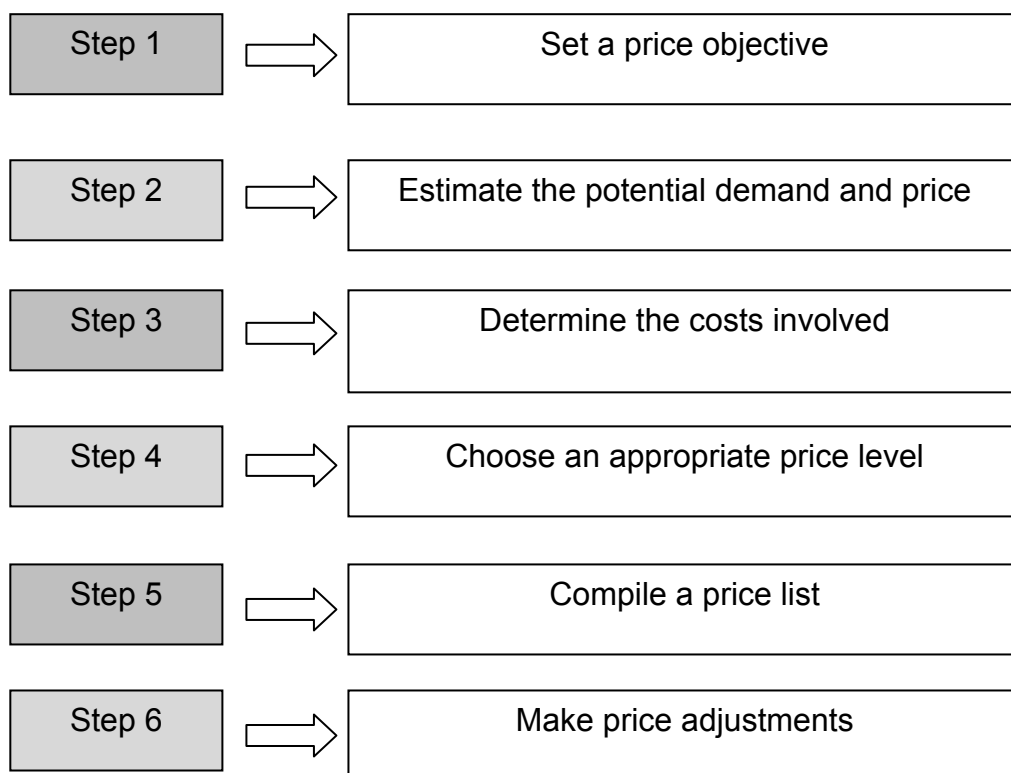 Step 1
Set a price objective
Step 2
Estimate the potential demand and price
Step 3
Determine the costs involved
Step 4
Choose an appropriate price level
Step 5
Compile a price list
Step 6
Make price adjustments